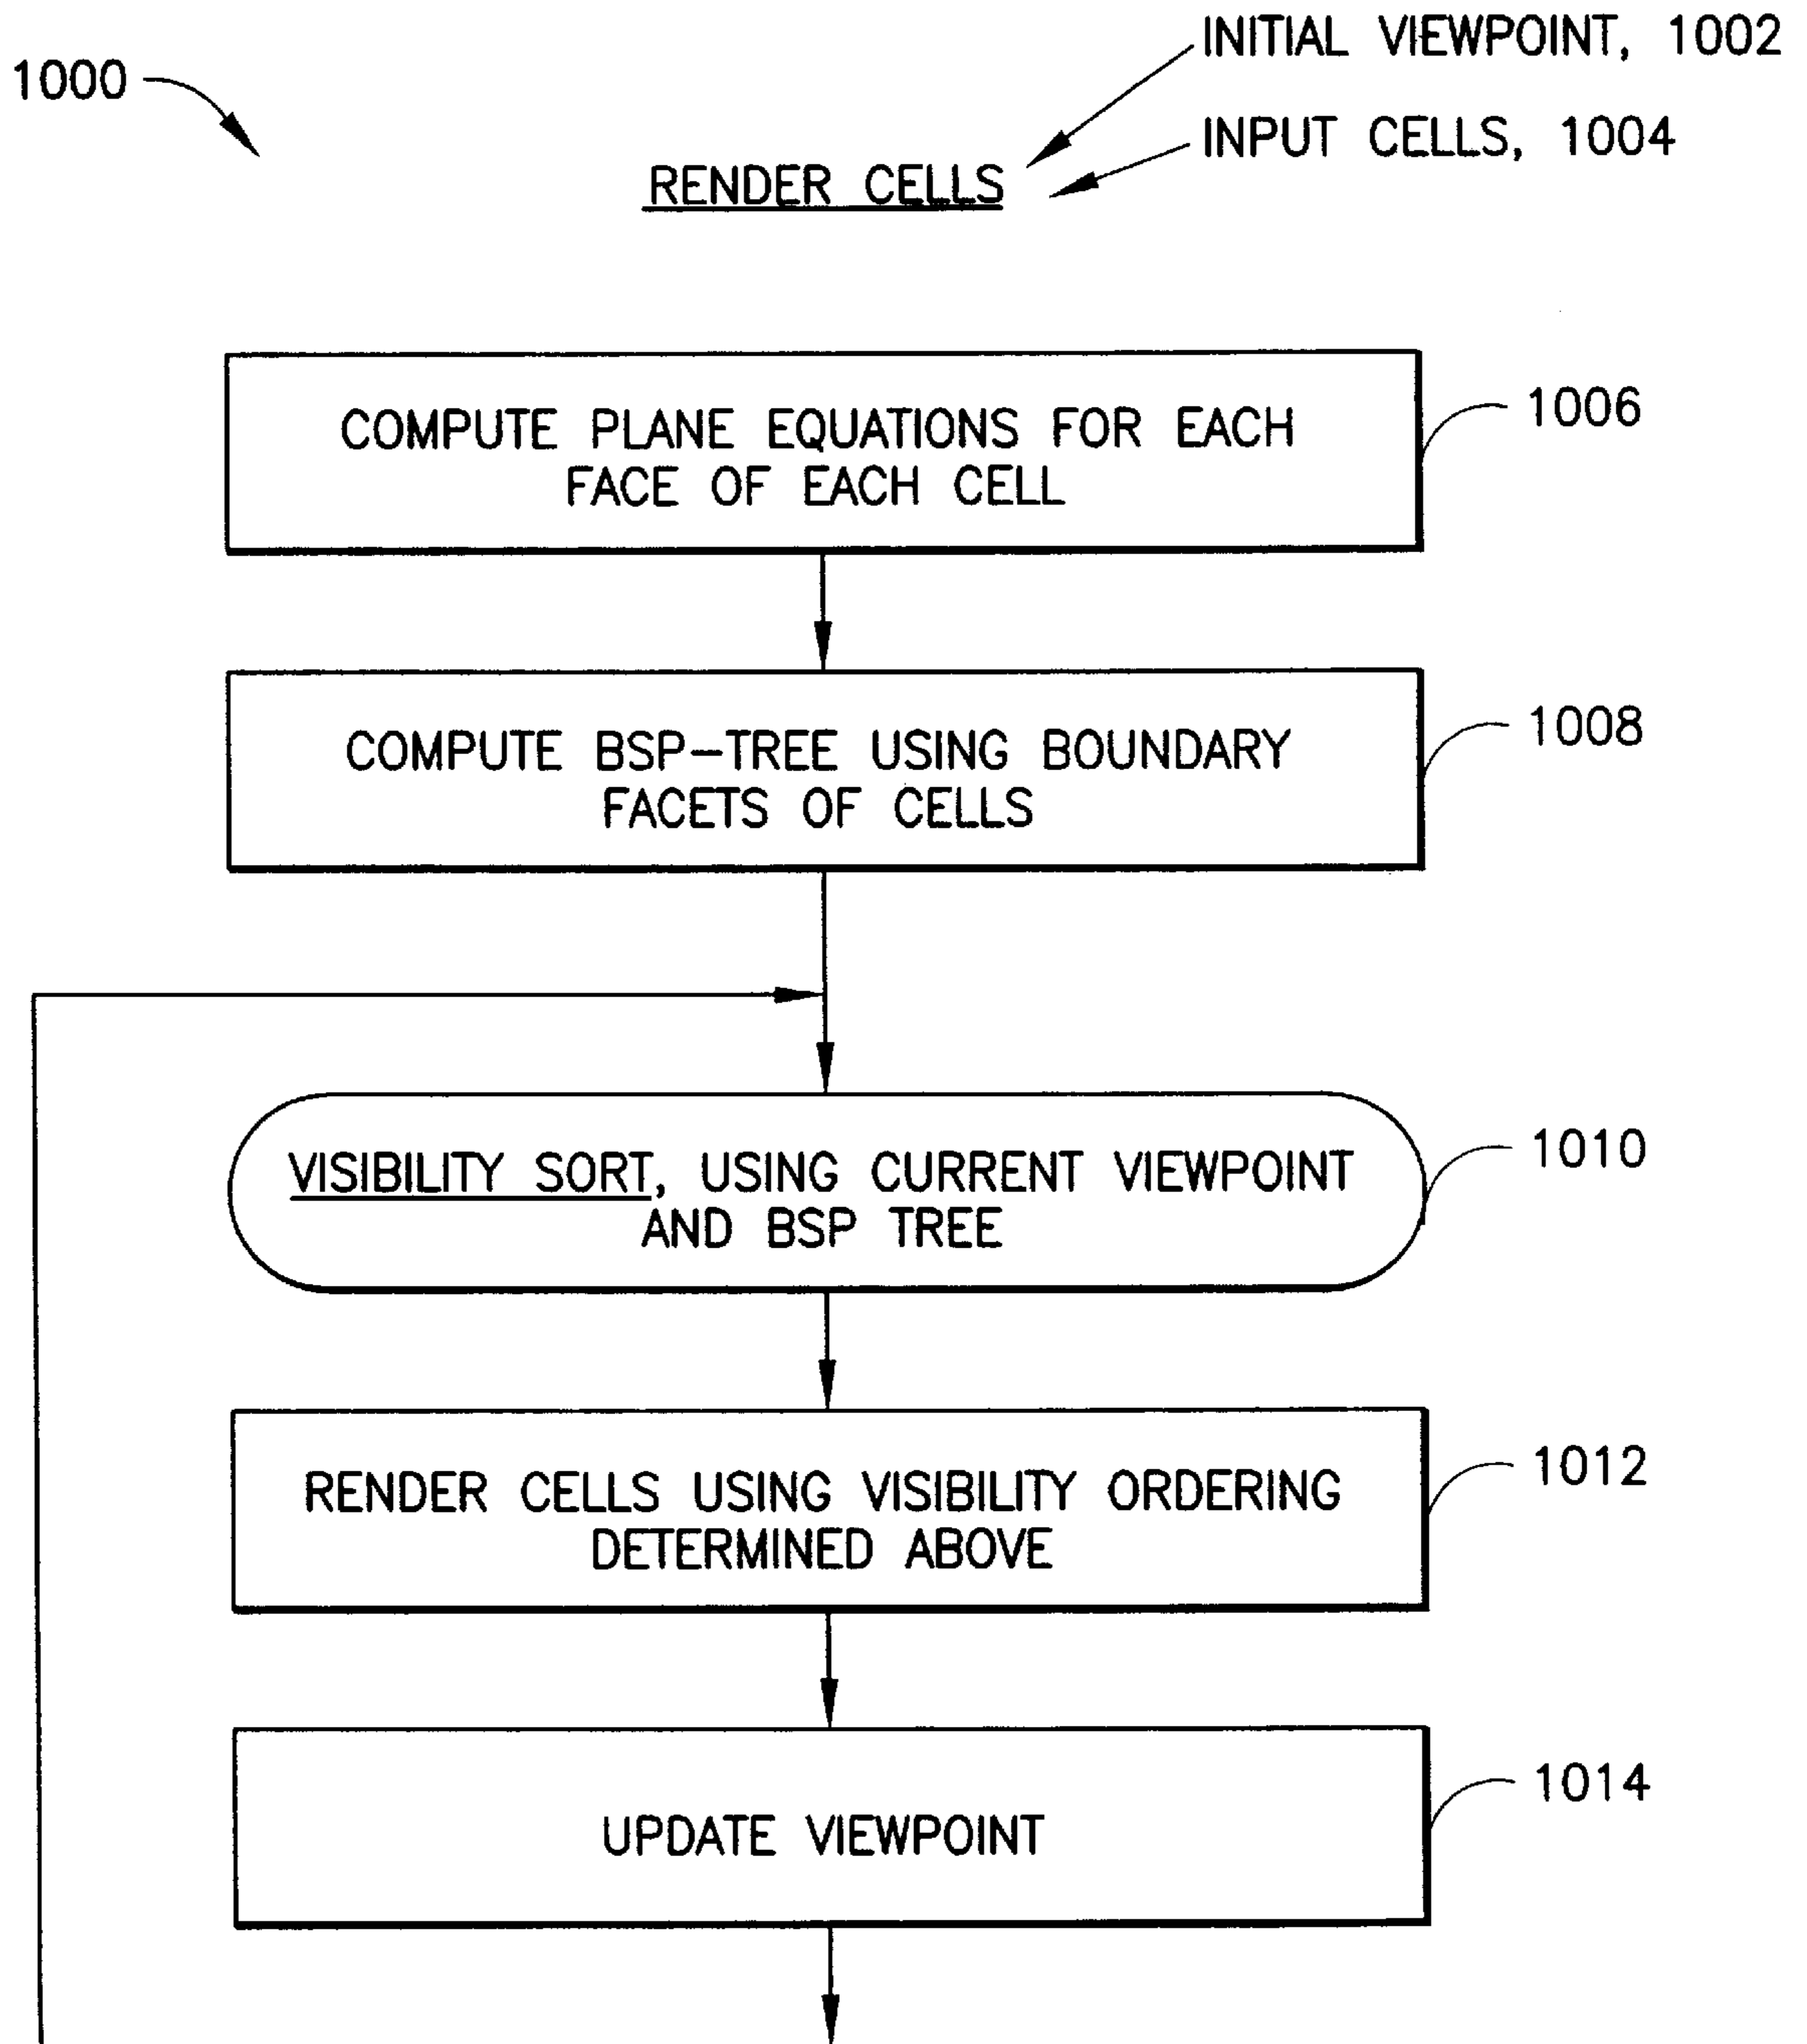 INITIAL VIEWPOINT, 1002
1000
INPUT CELLS, 1004
RENDER CELLS
COMPUTE PLANE EQUATIONS FOR EACH
FACE OF EACH CELL
1006
COMPUTE BSP-TREE USING BOUNDARY
FACETS OF CELLS
1008
VISIBILITY SORT, USING CURRENT VIEWPOINT
AND BSP TREE
1010
RENDER CELLS USING VISIBILITY ORDERING
DETERMINED ABOVE
1012
UPDATE VIEWPOINT
1014